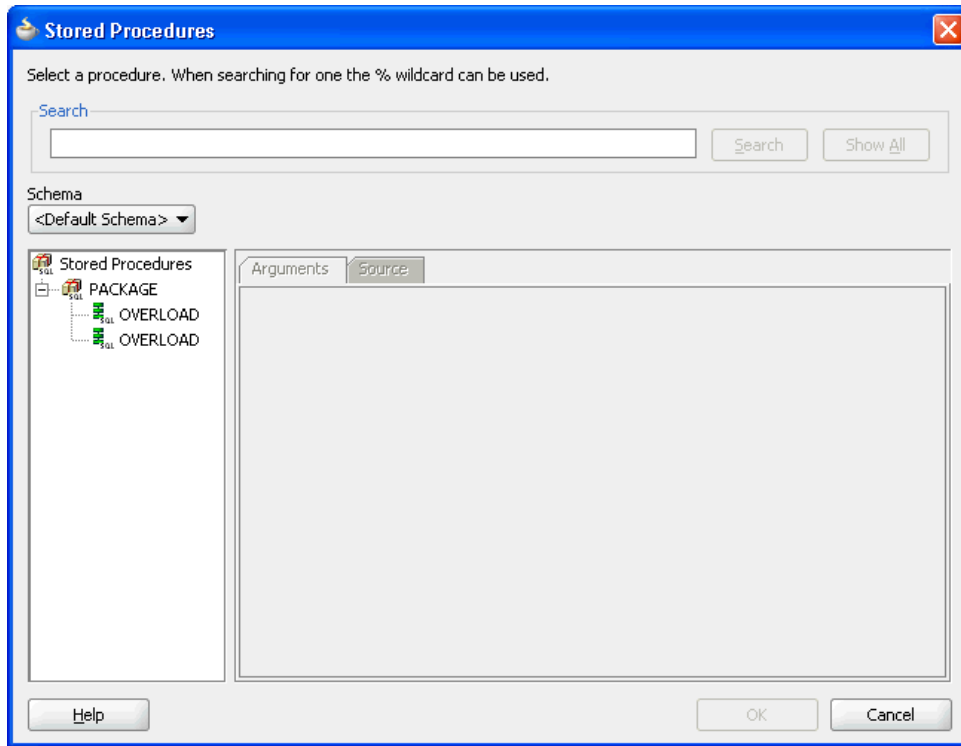 Stored Procedures
Select a procedure. When searching for one the % wildcard can be used.
Search
Search Show All
Schema
<Default Schema>
Stored Procedures
Arguments Source
PACKAGE
OVERLOAD
OVERLOAD
Help OK Cancel